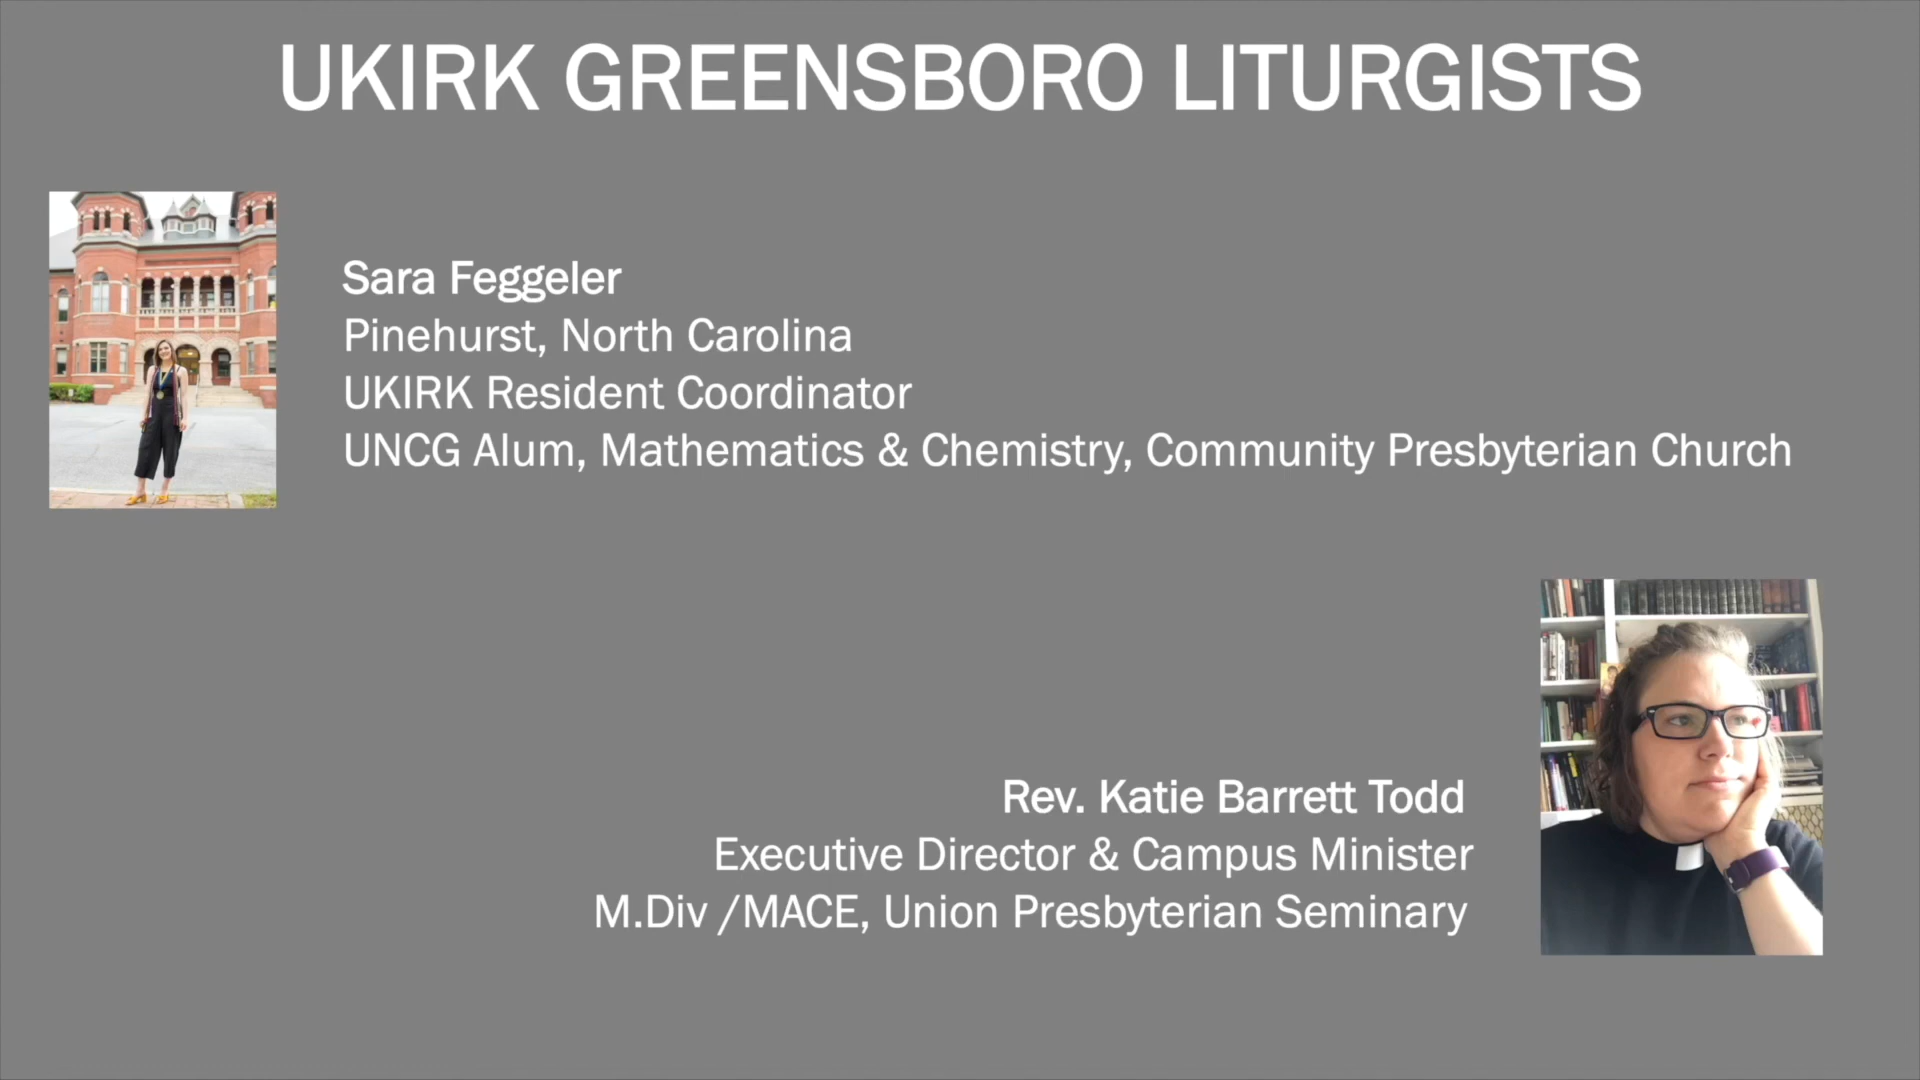 UKIRK GREENSBORO LITURGISTS
Sara Feggeler
Pinehurst, North Carolina
UKIRK Resident Coordinator
UNCG Alum, Mathematics & Chemistry, Community Presbyterian Church
Rev. Katie Barrett Todd
Executive Director & Campus Minister
M.Div /MACE, Union Presbyterian Seminary